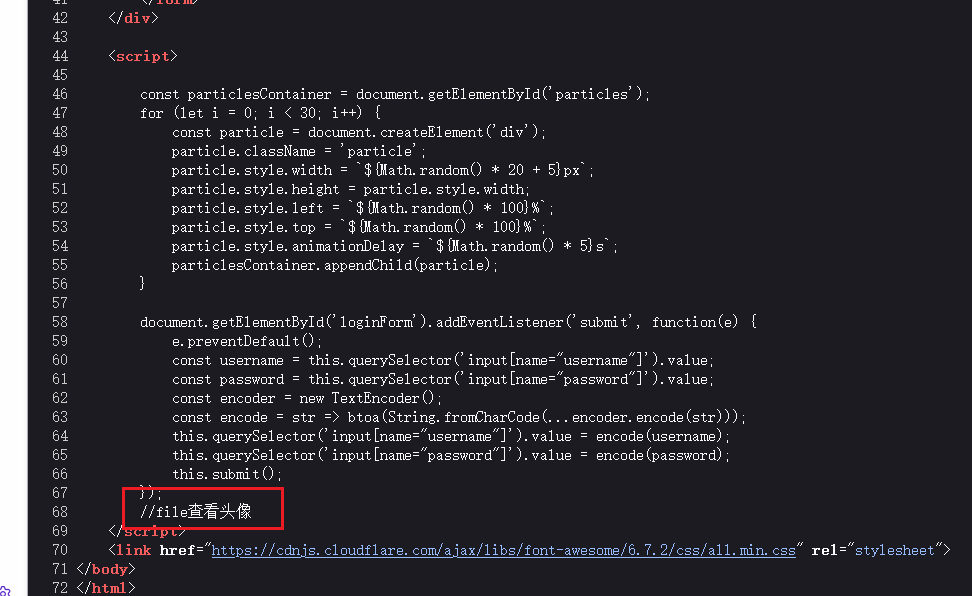 41 </form>
42 </div>
43
44 <script>
45
46 const particlesContainer = document.getElementById('particles');
47 for (let i = 0; i < 30; i++) {
48 const particle = document.createElement('div');
49 particle.className = 'particle';
50 particle.style.width = `${Math.random() * 20 + 5}px`;
51 particle.style.height = particle.style.width;
52 particle.style.left = `${Math.random() * 100}%`;
53 particle.style.top = `${Math.random() * 100}%`;
54 particle.style.animationDelay = `${Math.random() * 5}s`;
55 particlesContainer.appendChild(particle);
56 }
57
58 document.getElementById('loginForm').addEventListener('submit', function(e) {
59 e.preventDefault();
60 const username = this.querySelector('input[name="username"]').value;
61 const password = this.querySelector('input[name="password"]').value;
62 const encoder = new TextEncoder();
63 const encode = str => btoa(String.fromCharCode(...encoder.encode(str)));
64 this.querySelector('input[name="username"]').value = encode(username);
65 this.querySelector('input[name="password"]').value = encode(password);
66 this.submit();
67 });
68 //file查看头像
69 </script>
70 <link href="https://cdnjs.cloudflare.com/ajax/libs/font-awesome/6.7.2/css/all.min.css" rel="stylesheet">
71 </body>
72 </html>